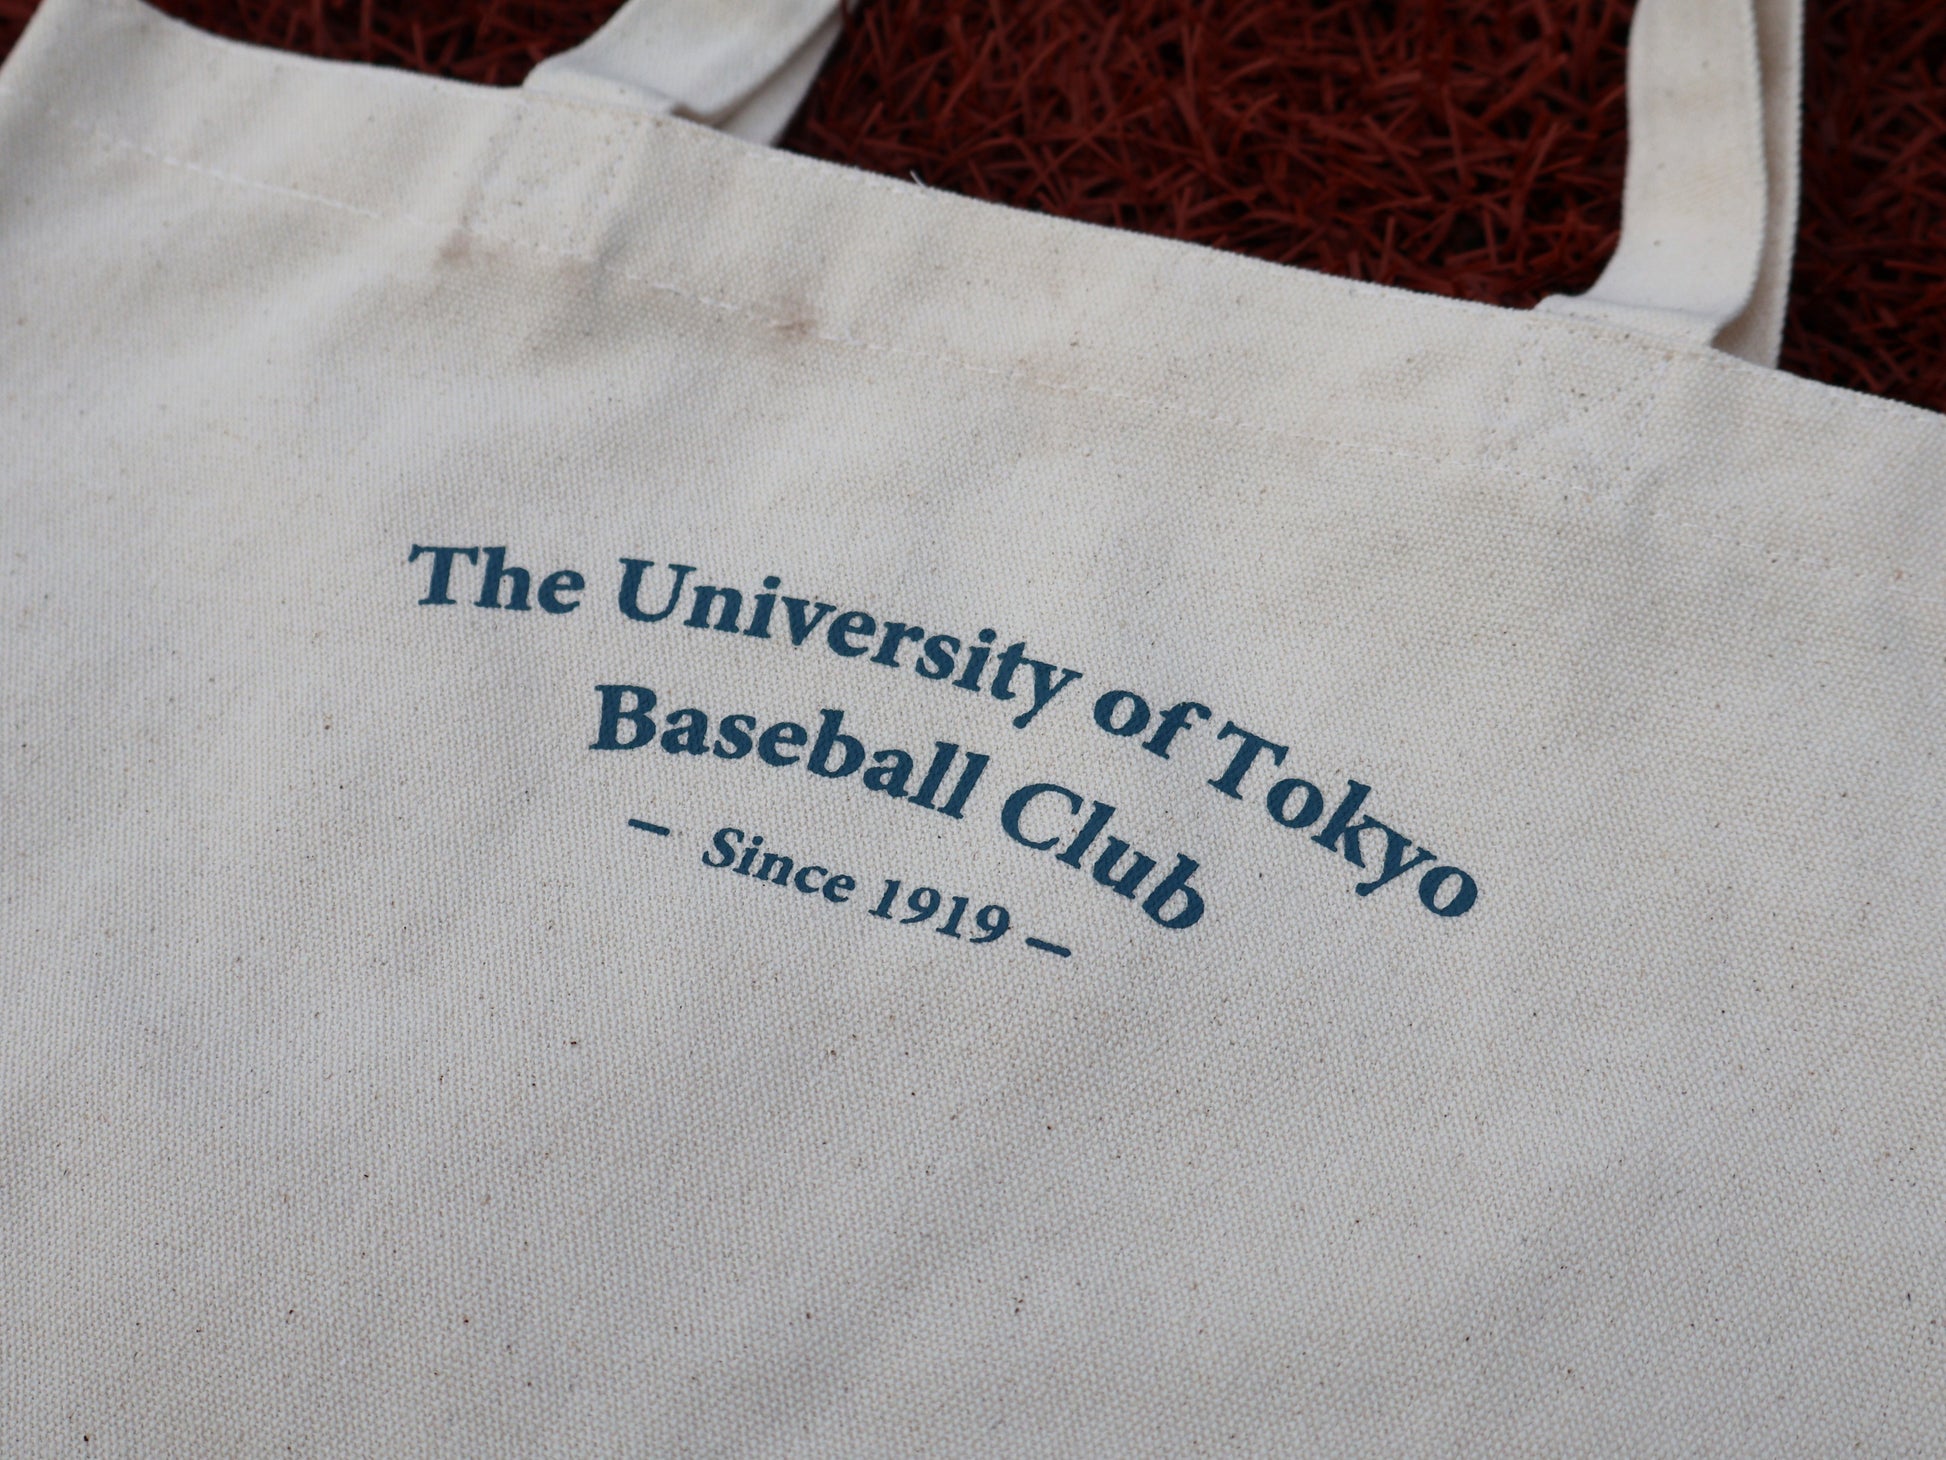 The University of Tokyo
Baseball Club
– Since 1919 –